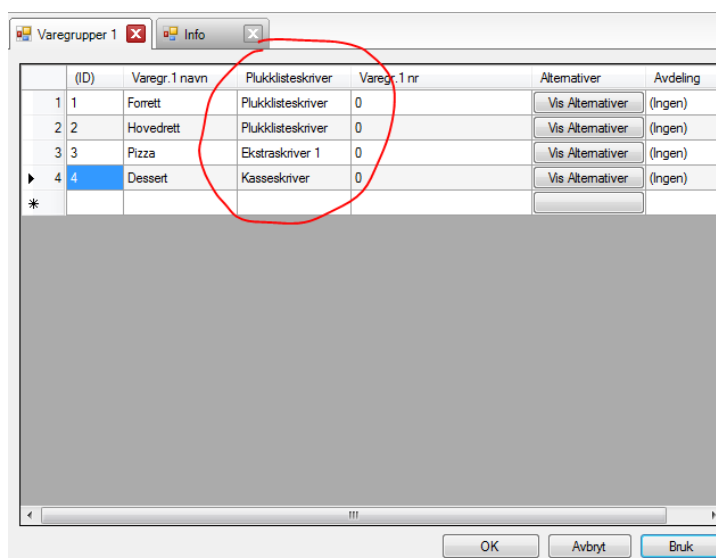 Varegrupper 1 Info
(ID) Varegr.1 navn Plukklisteskriver Varegr.1 nr Alternativer Avdeling
1 1 Forrett Plukklisteskriver 0 Vis Alternativer (Ingen)
2 2 Hovedrett Plukklisteskriver 0 Vis Alternativer (Ingen)
3 3 Pizza Ekstraskriver 1 0 Vis Alternativer (Ingen)
4 4 Dessert Kasseskriver 0 Vis Alternativer (Ingen)
OK Avbryt Bruk